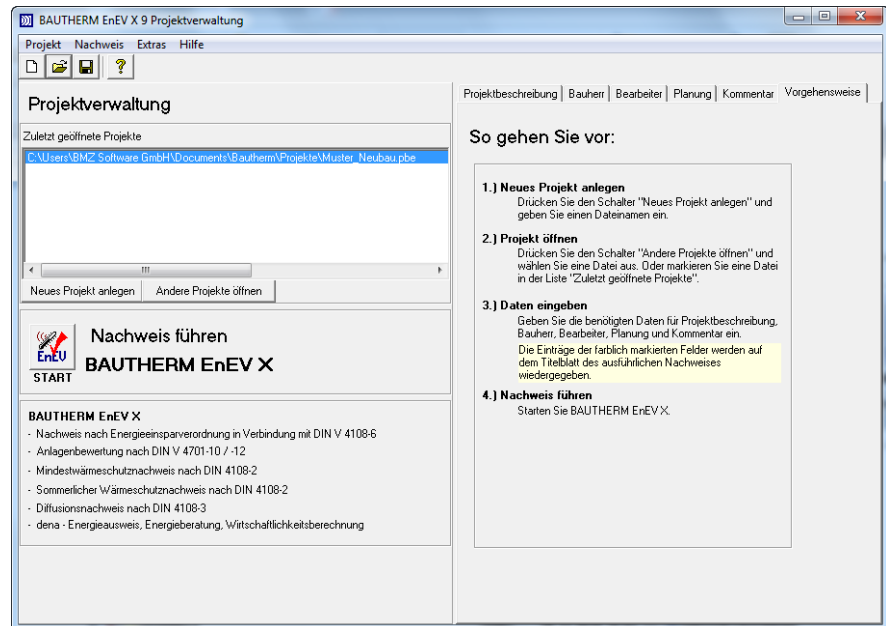 BAUTHERM EnEV X 9 Projektverwaltung
Projekt Nachweis Extras Hilfe
Projektverwaltung
Zuletzt geöffnete Projekte
C:\Users\BMZ Software GmbH\Documents\Bautherm\Projekte\Muster_Neubau.pbe
Neues Projekt anlegen Andere Projekte öffnen
EnEV
START
Nachweis führen
BAUTHERM EnEV X
BAUTHERM EnEV X
- Nachweis nach Energieeinsparverordnung in Verbindung mit DIN V 4108-6
- Anlagenbewertung nach DIN V 4701-10 / -12
- Mindestwärmeschutznachweis nach DIN 4108-2
- Sommerlicher Wärmeschutznachweis nach DIN 4108-2
- Diffusionsnachweis nach DIN 4108-3
- dena - Energieausweis, Energieberatung, Wirtschaftlichkeitsberechnung
Projektbeschreibung Bauherr Bearbeiter Planung Kommentar Vorgehensweise
So gehen Sie vor:
1.) Neues Projekt anlegen
Drücken Sie den Schalter "Neues Projekt anlegen" und
geben Sie einen Dateinamen ein.
2.) Projekt öffnen
Drücken Sie den Schalter "Andere Projekte öffnen" und
wählen Sie eine Datei aus. Oder markieren Sie eine Datei
in der Liste "Zuletzt geöffnete Projekte".
3.) Daten eingeben
Geben Sie die benötigten Daten für Projektbeschreibung,
Bauherr, Bearbeiter, Planung und Kommentar ein.
Die Einträge der farblich markierten Felder werden auf
dem Titelblatt des ausführlichen Nachweises
wiedergegeben.
4.) Nachweis führen
Starten Sie BAUTHERM EnEV X.